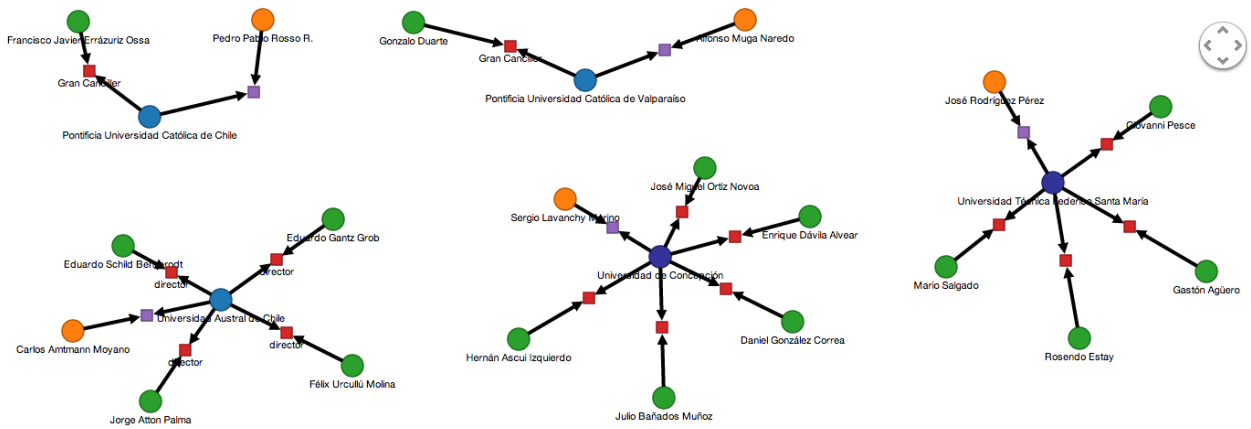 Francisco Javier Errázuriz Ossa
Pedro Pablo Rosso R.
Gran Canciller
Pontificia Universidad Católica de Chile
Gonzalo Duarte
Alfonso Muga Naredo
Gran Canciller
Pontificia Universidad Católica de Valparaíso
José Rodríguez Pérez
Giovanni Pesce
Universidad Técnica Federico Santa María
Mario Salgado
Gastón Agüero
Rosendo Estay
Eduardo Gantz Grob
Eduardo Schild Bennerodt
director
director
Universidad Austral de Chile
Carlos Amtmann Moyano
director
director
Félix Urcullú Molina
Jorge Atton Palma
José Miguel Ortiz Novoa
Sergio Lavanchy Merino
Enrique Dávila Alvear
Universidad de Concepción
Daniel González Correa
Hernán Ascui Izquierdo
Julio Bañados Muñoz